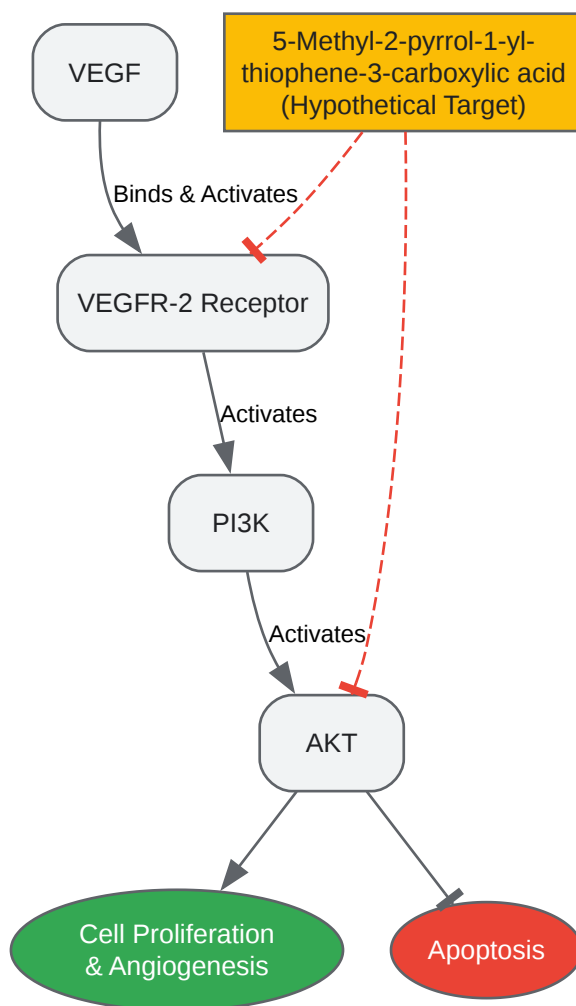 VEGF
5-Methyl-2-pyrrol-1-yl-
thiophene-3-carboxylic acid
(Hypothetical Target)
Binds & Activates
VEGFR-2 Receptor
Activates
PI3K
Activates
AKT
Cell Proliferation
& Angiogenesis
Apoptosis